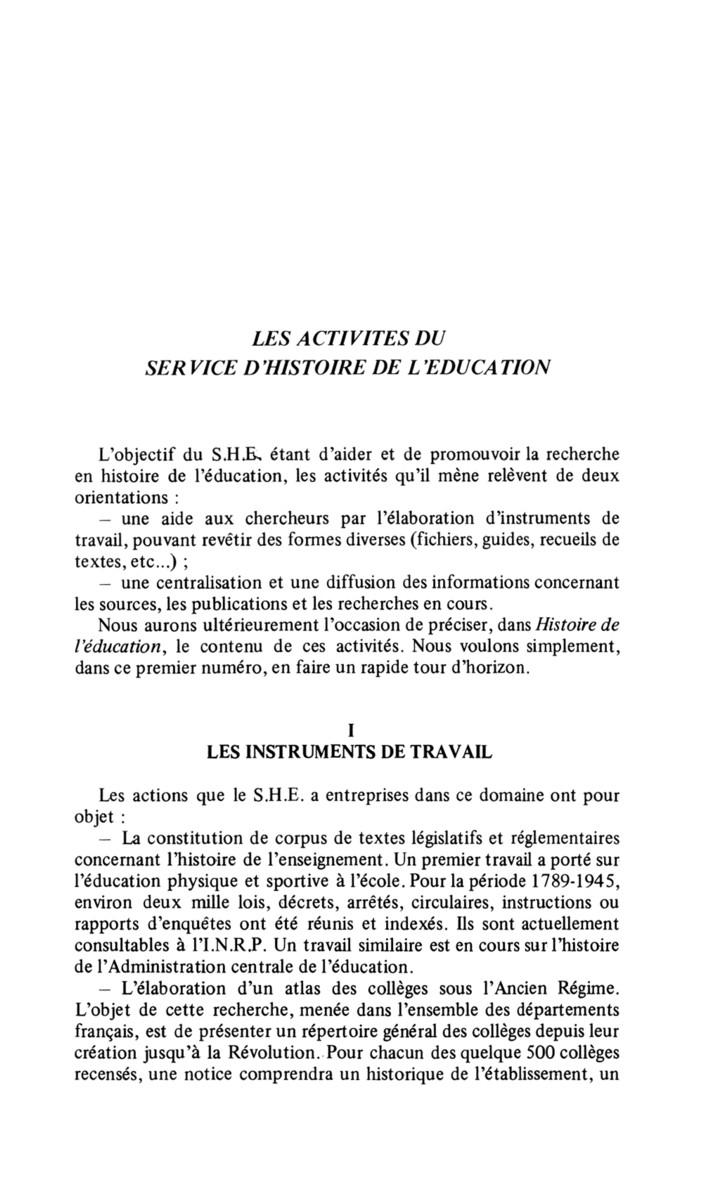 LES ACTIVITES DU
SERVICE D'HISTOIRE DE L'EDUCATION
L'objectif du S.H.E. étant d'aider et de promouvoir la recherche
en histoire de l'éducation, les activités qu'il mène relèvent de deux
orientations :
– une aide aux chercheurs par l'élaboration d'instruments de
travail, pouvant revêtir des formes diverses (fichiers, guides, recueils de
textes, etc...) ;
– une centralisation et une diffusion des informations concernant
les sources, les publications et les recherches en cours.
Nous aurons ultérieurement l'occasion de préciser, dans Histoire de
l'éducation, le contenu de ces activités. Nous voulons simplement,
dans ce premier numéro, en faire un rapide tour d'horizon.
I
LES INSTRUMENTS DE TRAVAIL
Les actions que le S.H.E. a entreprises dans ce domaine ont pour
objet :
– La constitution de corpus de textes législatifs et réglementaires
concernant l'histoire de l'enseignement. Un premier travail a porté sur
l'éducation physique et sportive à l'école. Pour la période 1789-1945,
environ deux mille lois, décrets, arrêtés, circulaires, instructions ou
rapports d'enquêtes ont été réunis et indexés. Ils sont actuellement
consultables à l'I.N.R.P. Un travail similaire est en cours sur l'histoire
de l'Administration centrale de l'éducation.
– L'élaboration d'un atlas des collèges sous l'Ancien Régime.
L'objet de cette recherche, menée dans l'ensemble des départements
français, est de présenter un répertoire général des collèges depuis leur
création jusqu'à la Révolution. Pour chacun des quelque 500 collèges
recensés, une notice comprendra un historique de l'établissement, un